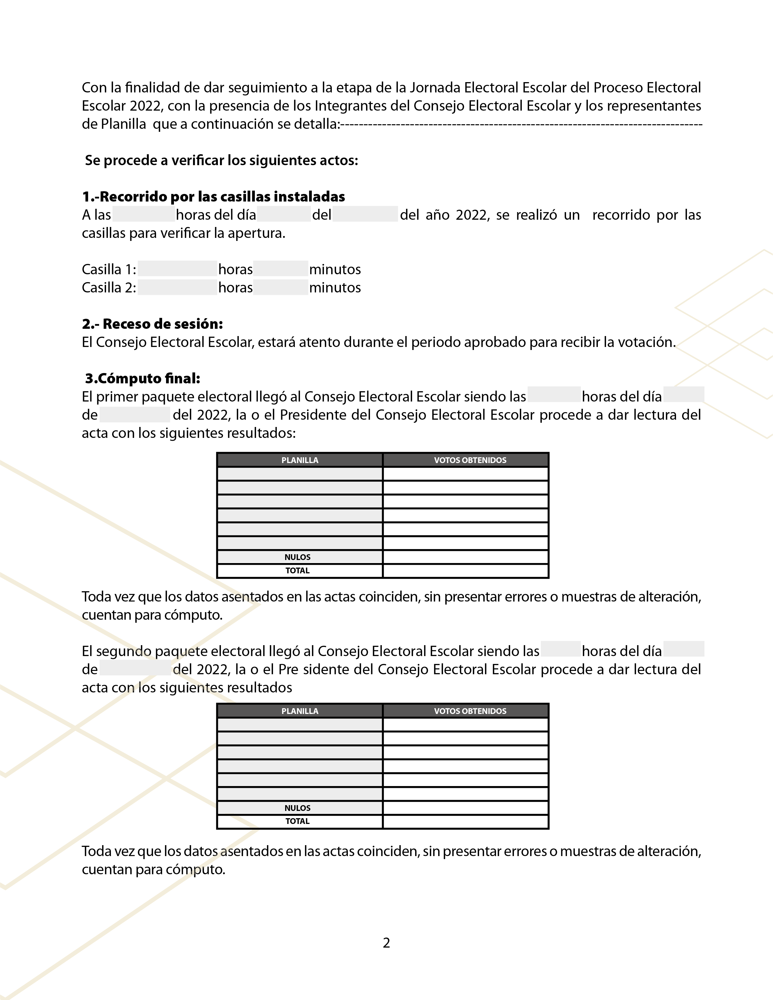 Con la finalidad de dar seguimiento a la etapa de la Jornada Electoral Escolar del Proceso Electoral
Escolar 2022, con la presencia de los Integrantes del Consejo Electoral Escolar y los representantes
de Planilla  que a continuación se detalla:------------------------------------------------------------------------------
Se procede a verificar los siguientes actos:
1.-Recorrido por las casillas instaladas
A las horas del día del del año 2022, se realizó un  recorrido por las
casillas para verificar la apertura.
Casilla 1: horas minutos
Casilla 2: horas minutos
2.- Receso de sesión:
El Consejo Electoral Escolar, estará atento durante el periodo aprobado para recibir la votación.
3.Cómputo final:
El primer paquete electoral llegó al Consejo Electoral Escolar siendo las horas del día
de del 2022, la o el Presidente del Consejo Electoral Escolar procede a dar lectura del
acta con los siguientes resultados:
PLANILLA VOTOS OBTENIDOS
NULOS
TOTAL
Toda vez que los datos asentados en las actas coinciden, sin presentar errores o muestras de alteración,
cuentan para cómputo.
El segundo paquete electoral llegó al Consejo Electoral Escolar siendo las horas del día
de del 2022, la o el Pre sidente del Consejo Electoral Escolar procede a dar lectura del
acta con los siguientes resultados
PLANILLA VOTOS OBTENIDOS
NULOS
TOTAL
Toda vez que los datos asentados en las actas coinciden, sin presentar errores o muestras de alteración,
cuentan para cómputo.
2